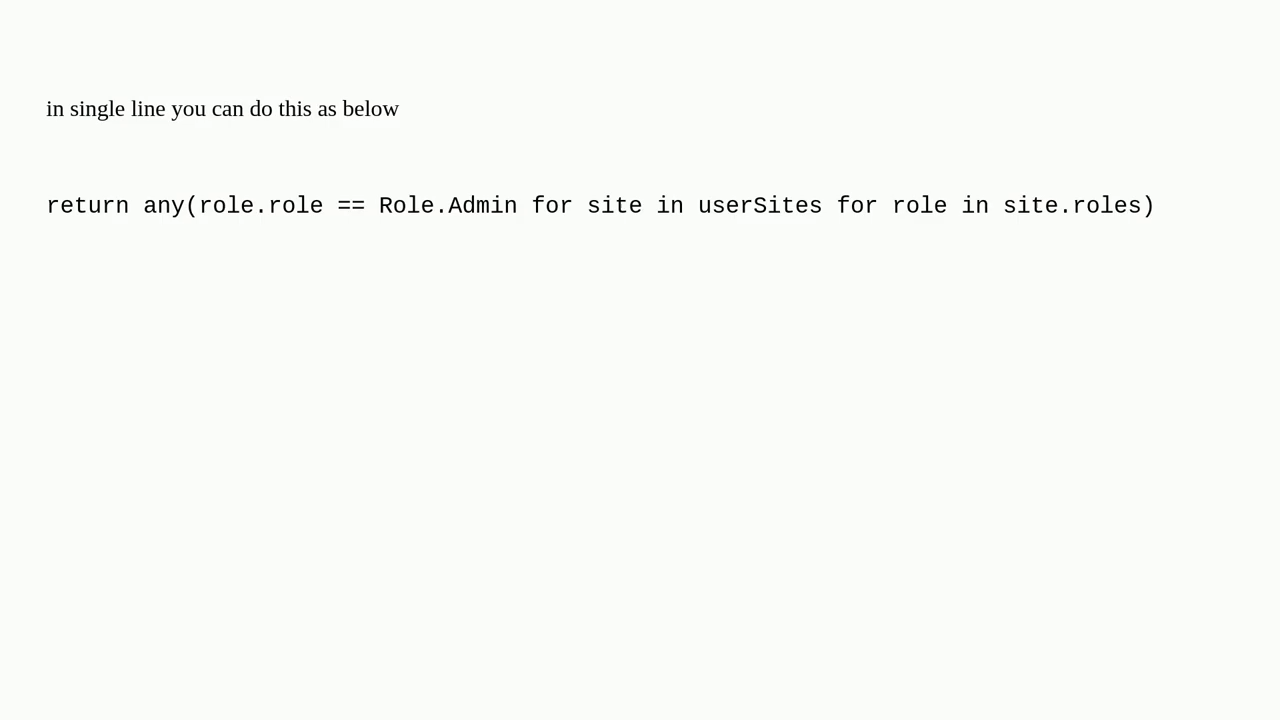 in single line you can do this as below
return any(role.role == Role.Admin for site in userSites for role in site.roles)